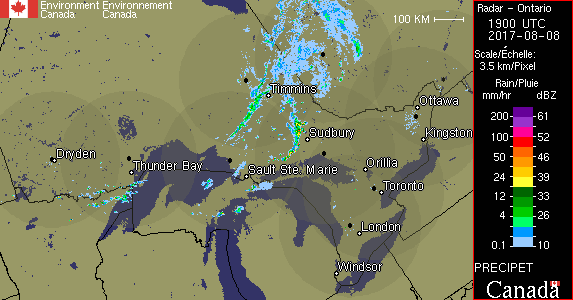 Environment Environnement
Canada Canada
100 KM
Timmins
Ottawa
Sudbury
Kingston
Dryden
Thunder Bay
Sault Ste. Marie
Orillia
Toronto
London
Windsor
Radar - Ontario
1900 UTC
2017-08-08
Scale/Échelle:
3.5 km/Pixel
Rain/Pluie
mm/hr dBZ
200 61
100 52
50 46
24 39
12 33
4 26
0.1 10
PRECIPET
Canada